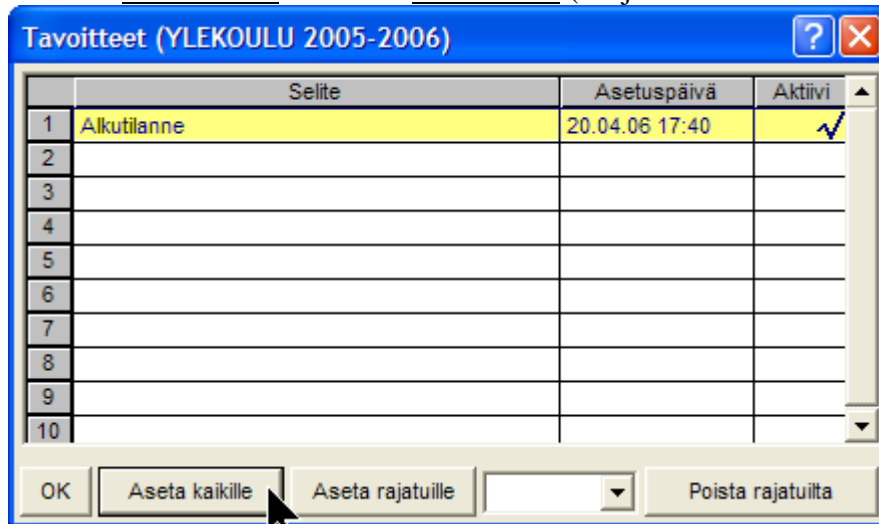 Tavoitteet (YLEKOULU 2005-2006)
Selite Asetuspäivä Aktiivi
1 Alkutilanne 20.04.06 17:40
2
3
4
5
6
7
8
9
10
OK Aseta kaikille Aseta rajatuille Poista rajatuilta